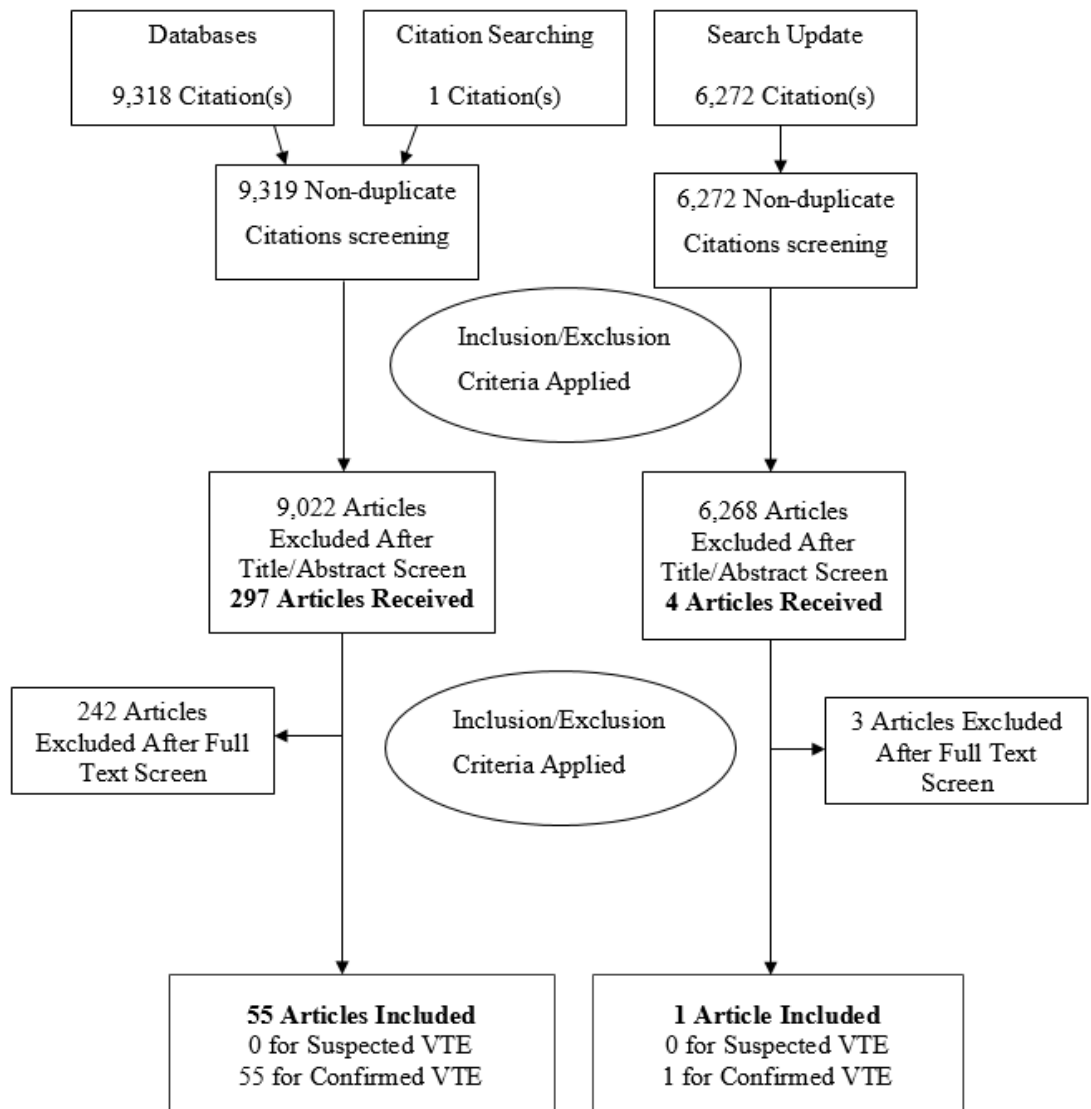 Databases
9,318 Citation(s)
Citation Searching
1 Citation(s)
Search Update
6,272 Citation(s)
9,319 Non-duplicate
Citations screening
6,272 Non-duplicate
Citations screening
Inclusion/Exclusion
Criteria Applied
9,022 Articles
Excluded After
Title/Abstract Screen
297 Articles Received
6,268 Articles
Excluded After
Title/Abstract Screen
4 Articles Received
242 Articles
Excluded After Full
Text Screen
Inclusion/Exclusion
Criteria Applied
3 Articles Excluded
After Full Text
Screen
55 Articles Included
0 for Suspected VTE
55 for Confirmed VTE
1 Article Included
0 for Suspected VTE
1 for Confirmed VTE